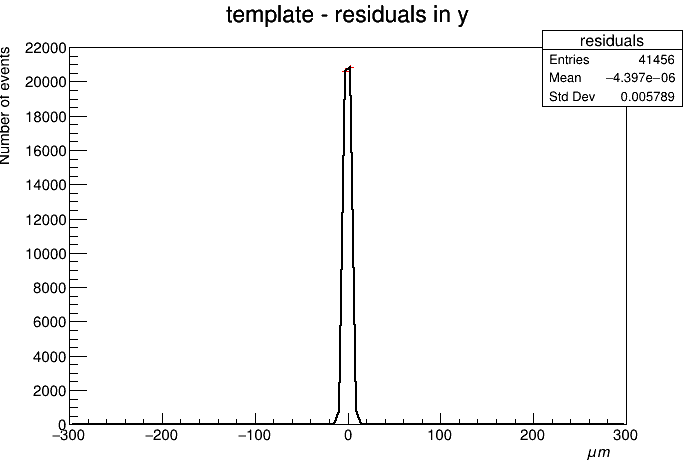 template - residuals in y
residuals
Entries 41456
Mean −4.397e−06
Std Dev 0.005789
Number of events
22000
20000
18000
16000
14000
12000
10000
8000
6000
4000
2000
0
−300 −200 −100 0 100 200 300
μm